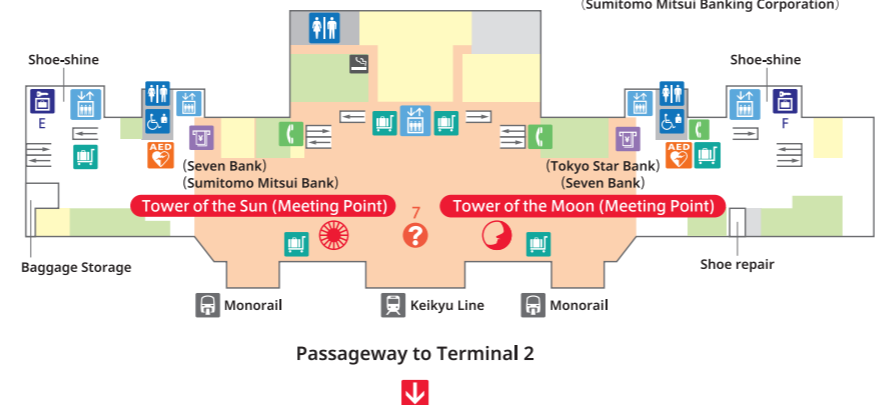 (Sumitomo Mitsui Banking Corporation)
Shoe-shine
Shoe-shine
E
F
AED
AED
(Seven Bank)
(Sumitomo Mitsui Bank)
(Tokyo Star Bank)
(Seven Bank)
Tower of the Sun (Meeting Point)
7
?
Tower of the Moon (Meeting Point)
Baggage Storage
Shoe repair
Monorail
Keikyu Line
Monorail
Passageway to Terminal 2